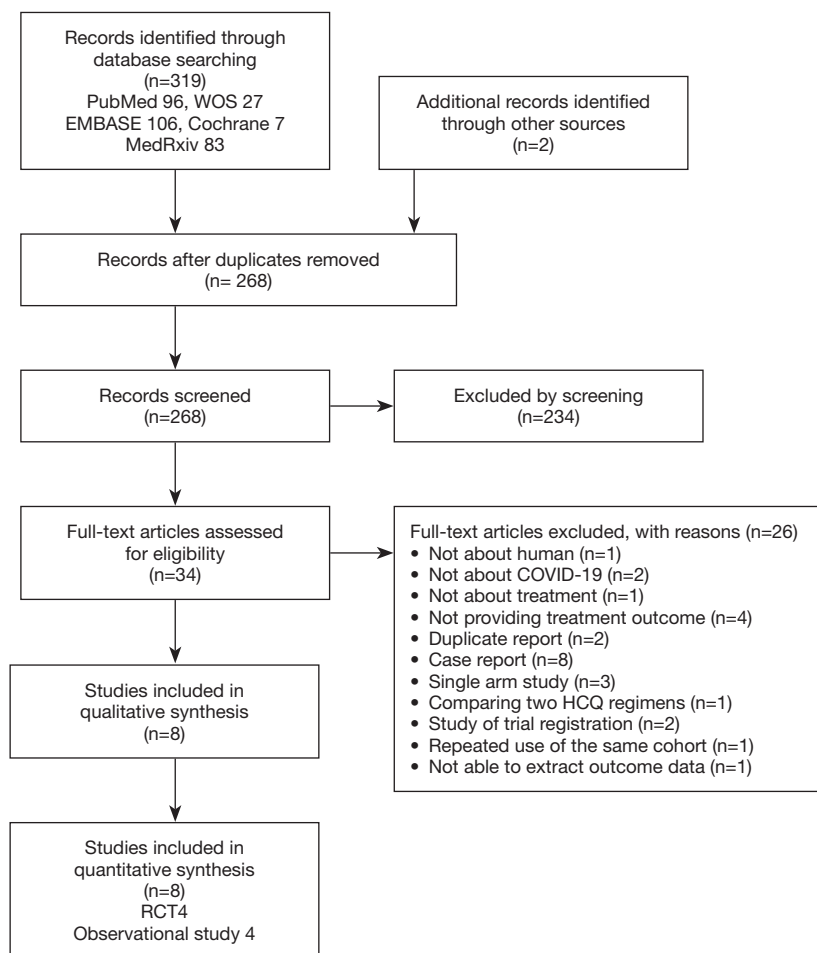 Records identified through
database searching
(n=319)
PubMed 96, WOS 27
EMBASE 106, Cochrane 7
MedRxiv 83
Additional records identified
through other sources
(n=2)
Records after duplicates removed
(n= 268)
Records screened
(n=268)
Excluded by screening
(n=234)
Full-text articles assessed
for eligibility
(n=34)
Full-text articles excluded, with reasons (n=26)
• Not about human (n=1)
• Not about COVID-19 (n=2)
• Not about treatment (n=1)
• Not providing treatment outcome (n=4)
• Duplicate report (n=2)
• Case report (n=8)
• Single arm study (n=3)
• Comparing two HCQ regimens (n=1)
• Study of trial registration (n=2)
• Repeated use of the same cohort (n=1)
• Not able to extract outcome data (n=1)
Studies included in
qualitative synthesis
(n=8)
Studies included in
quantitative synthesis
(n=8)
RCT4
Observational study 4